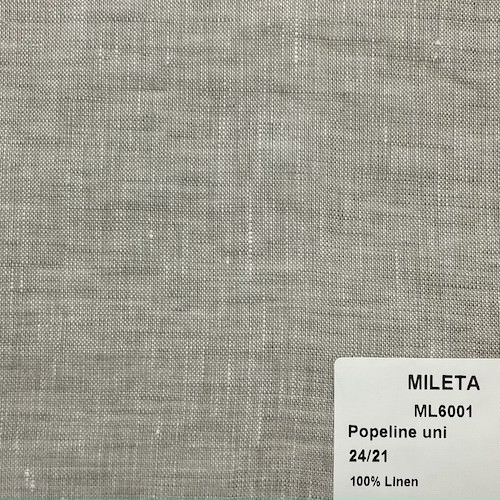 MILETA
ML6001
Popeline uni
24/21
100% Linen